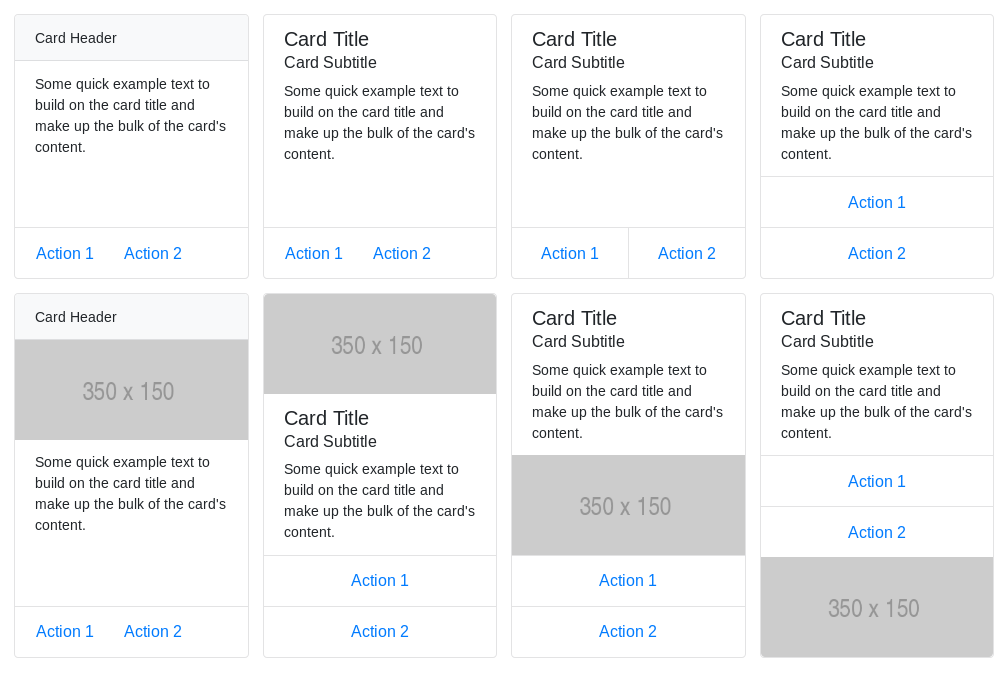 Card Header
Some quick example text to
build on the card title and
make up the bulk of the card's
content.
Action 1 Action 2
Card Title
Card Subtitle
Some quick example text to
build on the card title and
make up the bulk of the card's
content.
Action 1 Action 2
Card Title
Card Subtitle
Some quick example text to
build on the card title and
make up the bulk of the card's
content.
Action 1 Action 2
Card Title
Card Subtitle
Some quick example text to
build on the card title and
make up the bulk of the card's
content.
Action 1
Action 2
Card Header
350 x 150
Some quick example text to
build on the card title and
make up the bulk of the card's
content.
Action 1 Action 2
350 x 150
Card Title
Card Subtitle
Some quick example text to
build on the card title and
make up the bulk of the card's
content.
Action 1
Action 2
Card Title
Card Subtitle
Some quick example text to
build on the card title and
make up the bulk of the card's
content.
350 x 150
Action 1
Action 2
Card Title
Card Subtitle
Some quick example text to
build on the card title and
make up the bulk of the card's
content.
Action 1
Action 2
350 x 150